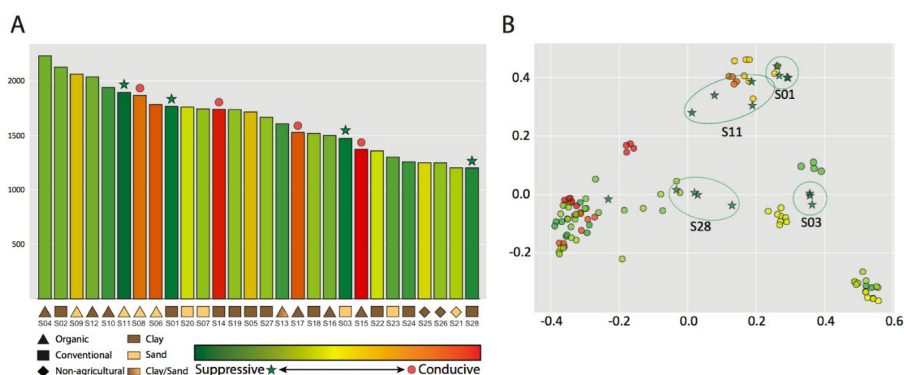 A
2000
1500
1000
500
S04 S02 S09 S12 S10 S11 S08 S06 S01 S20 S07 S14 S19 S05 S27 S13 S17 S18 S16 S03 S15 S22 S23 S24 S25 S26 S21 S28
Organic
Conventional
Non-agricultural
Clay
Sand
Clay/Sand
Suppressive
Conducive
B
0.4
0.2
0.0
-0.2
-0.4 -0.2 0.0 0.2 0.4 0.6
S01
S11
S28
S03